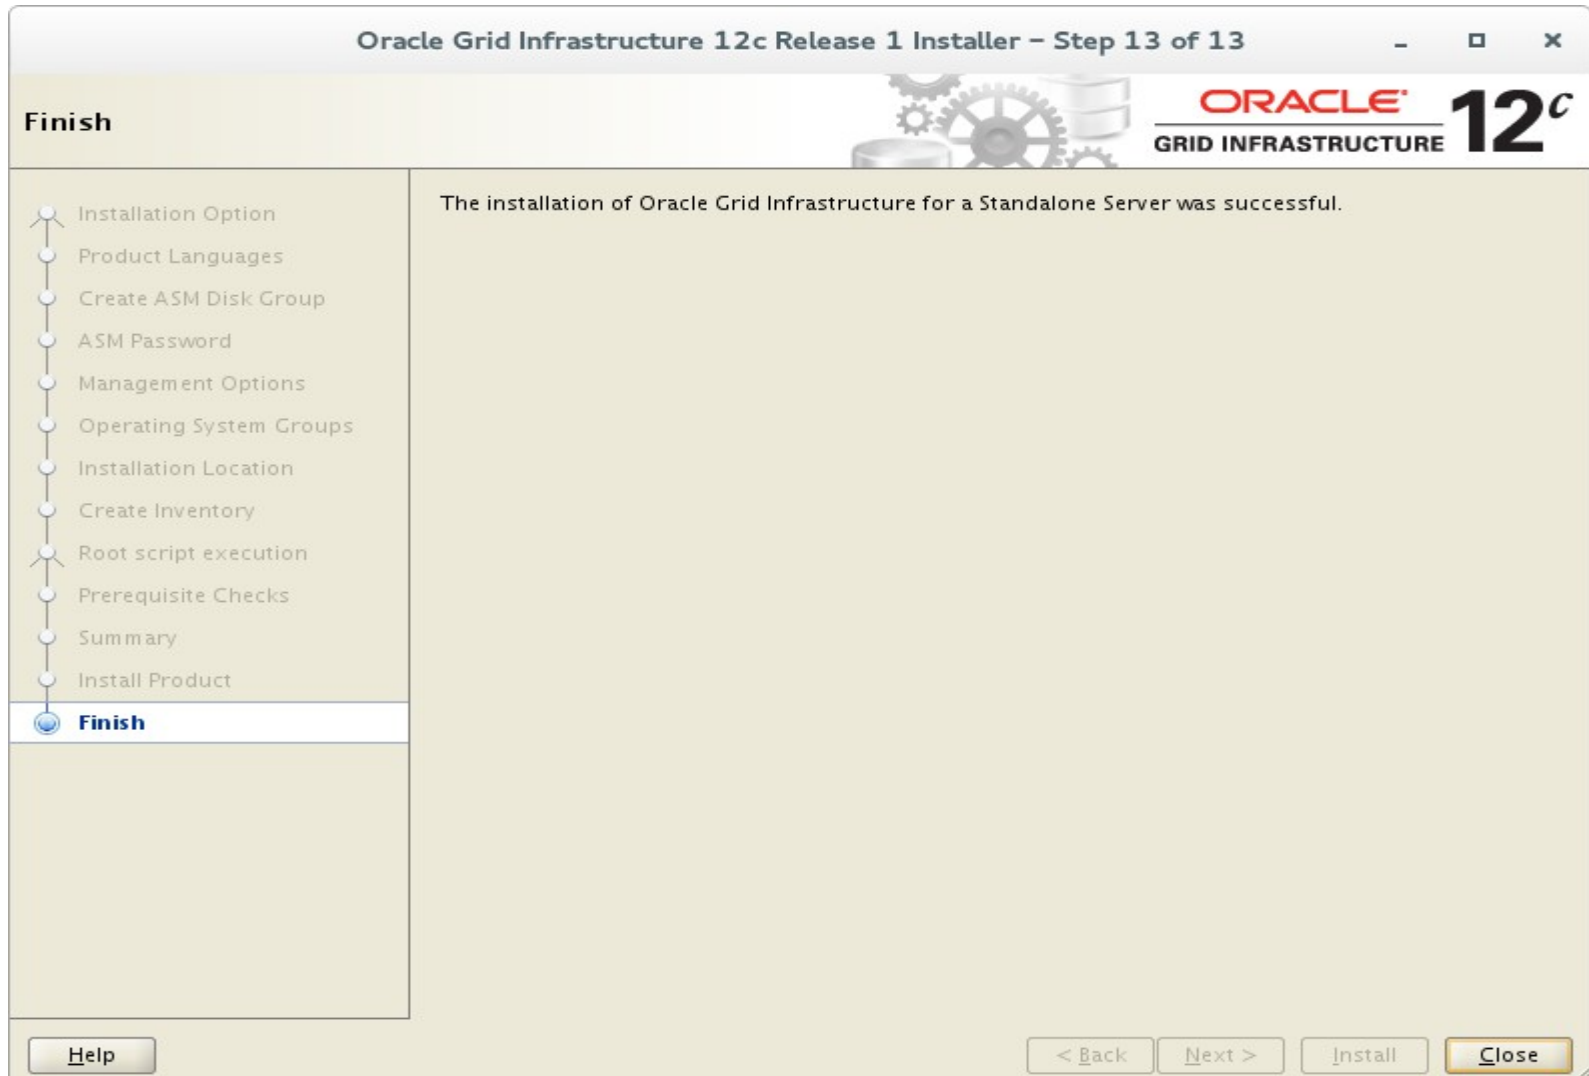 Oracle Grid Infrastructure 12c Release 1 Installer – Step 13 of 13
Finish
ORACLE
GRID INFRASTRUCTURE
12c
Installation Option
Product Languages
Create ASM Disk Group
ASM Password
Management Options
Operating System Groups
Installation Location
Create Inventory
Root script execution
Prerequisite Checks
Summary
Install Product
Finish
The installation of Oracle Grid Infrastructure for a Standalone Server was successful.
Help
< Back
Next >
Install
Close